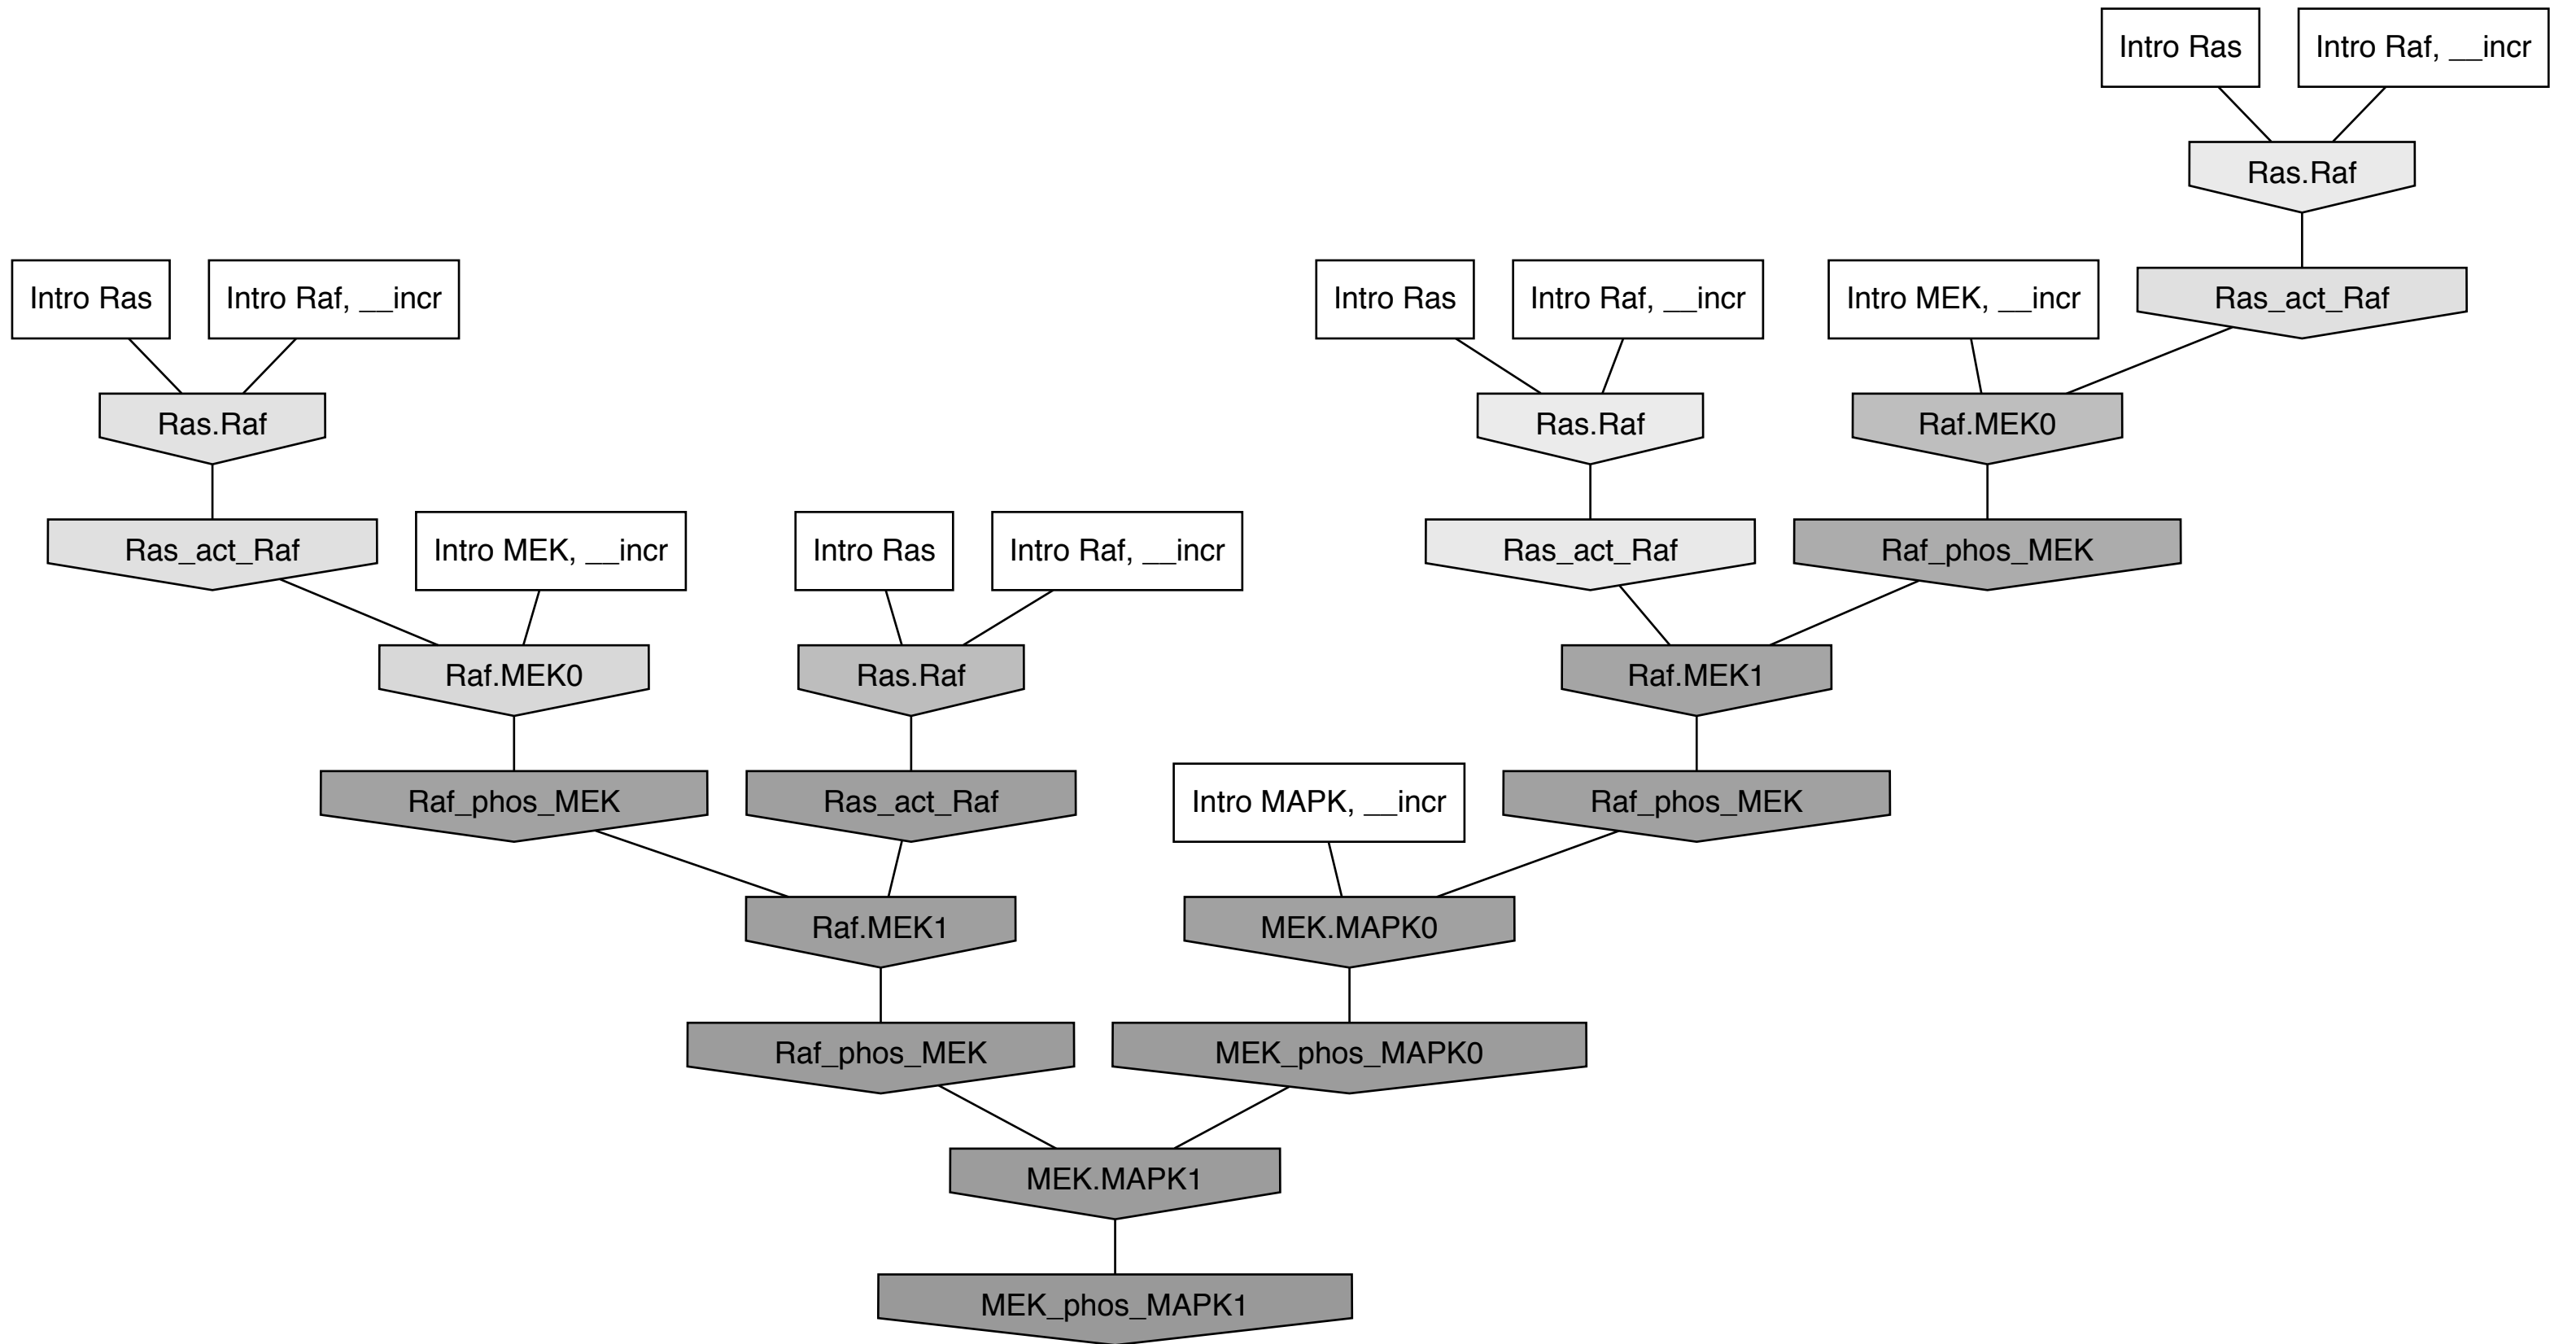 Intro Ras
Intro Raf, __incr
Ras.Raf
Intro Ras
Intro Raf, __incr
Intro Ras
Intro Raf, __incr
Intro MEK, __incr
Ras_act_Raf
Ras.Raf
Ras.Raf
Raf.MEK0
Ras_act_Raf
Intro MEK, __incr
Intro Ras
Intro Raf, __incr
Ras_act_Raf
Raf_phos_MEK
Raf.MEK0
Ras.Raf
Raf.MEK1
Raf_phos_MEK
Ras_act_Raf
Intro MAPK, __incr
Raf_phos_MEK
Raf.MEK1
MEK.MAPK0
Raf_phos_MEK
MEK_phos_MAPK0
MEK.MAPK1
MEK_phos_MAPK1